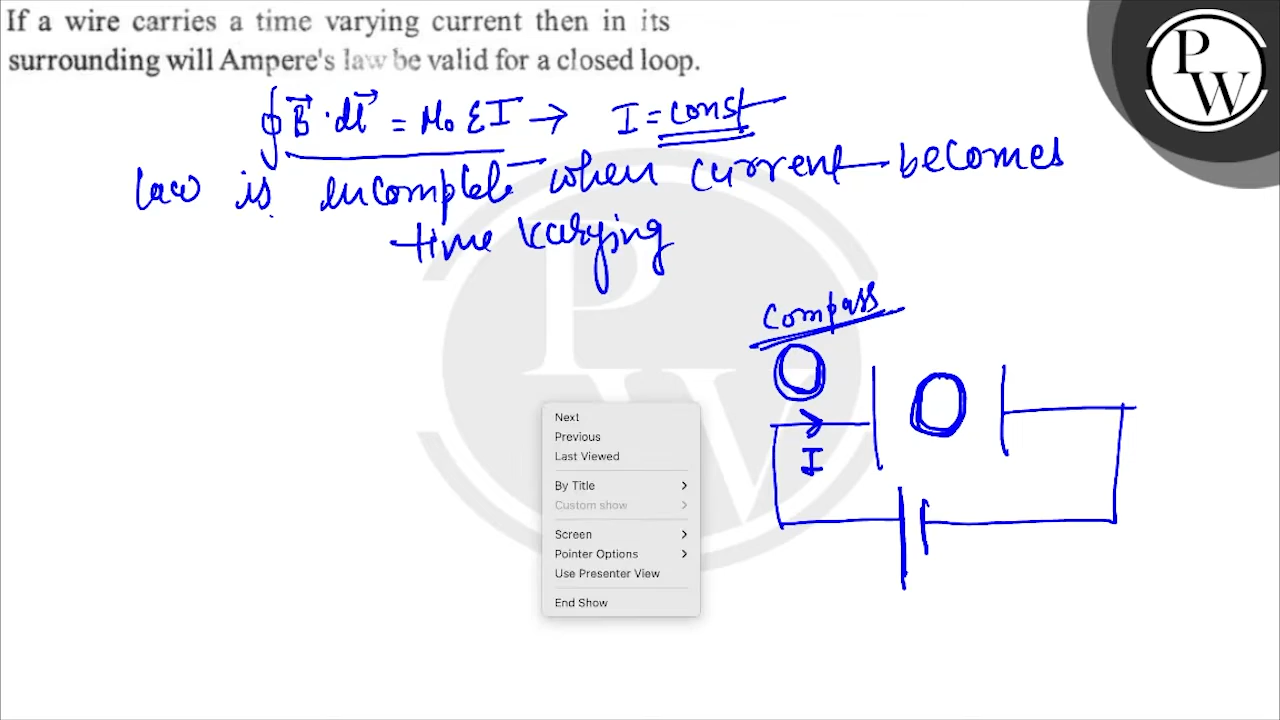 If a wire carries a time varying current then in its
surrounding will Ampere's law be valid for a closed loop.
∮ B⃗ · dl⃗ = M₀ ΣI → I = const
law is incomplete when current becomes
time varying
Compass
I
P
W
P
W
Next
Previous
Last Viewed
By Title
Custom show
Screen
Pointer Options
Use Presenter View
End Show